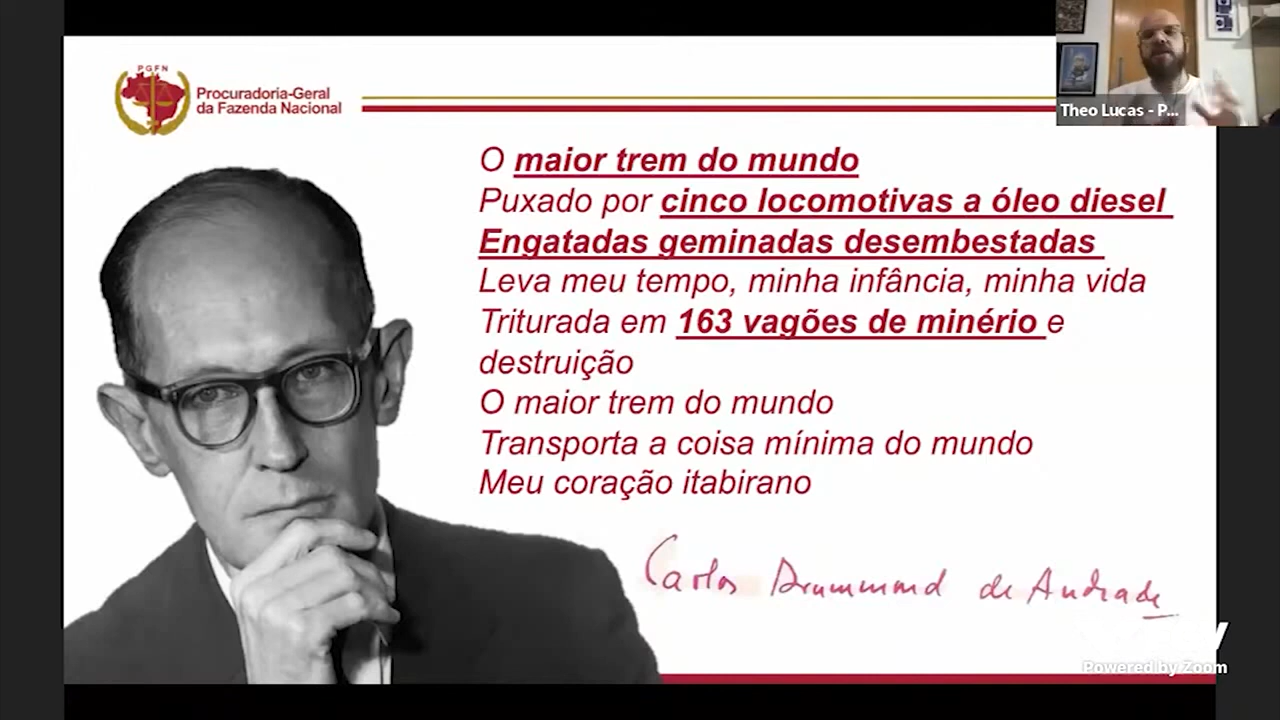 PGFN
Procuradoria-Geral
da Fazenda Nacional
Theo Lucas - P...
O maior trem do mundo
Puxado por cinco locomotivas a óleo diesel
Engatadas geminadas desembestadas
Leva meu tempo, minha infância, minha vida
Triturada em 163 vagões de minério e
destruição
O maior trem do mundo
Transporta a coisa mínima do mundo
Meu coração itabirano
Carlos Drummond de Andrade
Powered by Zoom